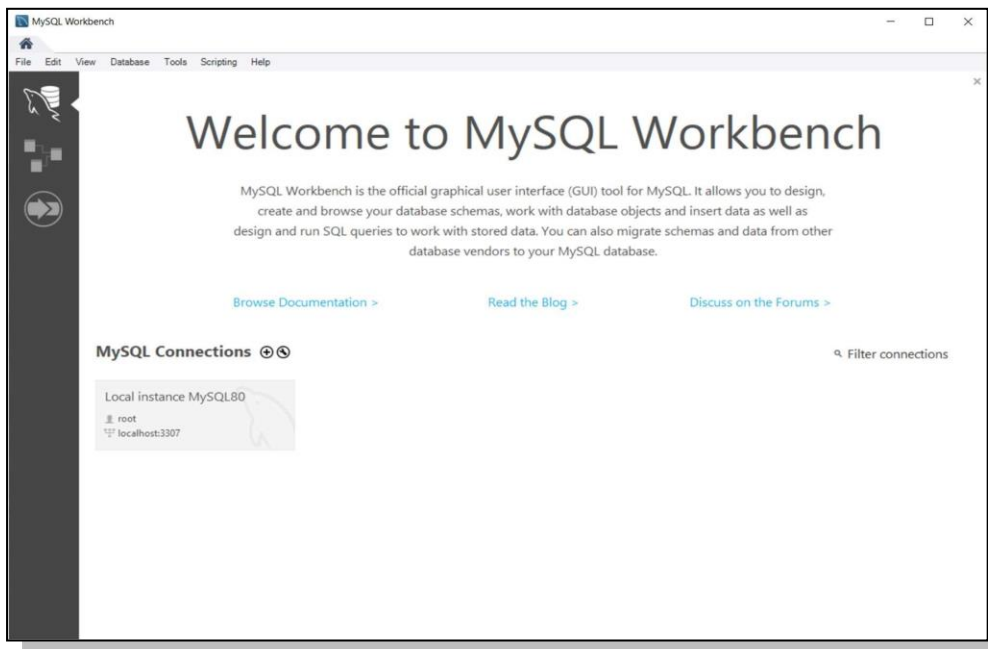 MySQL Workbench
File Edit View Database Tools Scripting Help
Welcome to MySQL Workbench
MySQL Workbench is the official graphical user interface (GUI) tool for MySQL. It allows you to design,
create and browse your database schemas, work with database objects and insert data as well as
design and run SQL queries to work with stored data. You can also migrate schemas and data from other
database vendors to your MySQL database.
Browse Documentation > Read the Blog > Discuss on the Forums >
MySQL Connections Filter connections
Local instance MySQL80
root
localhost:3307